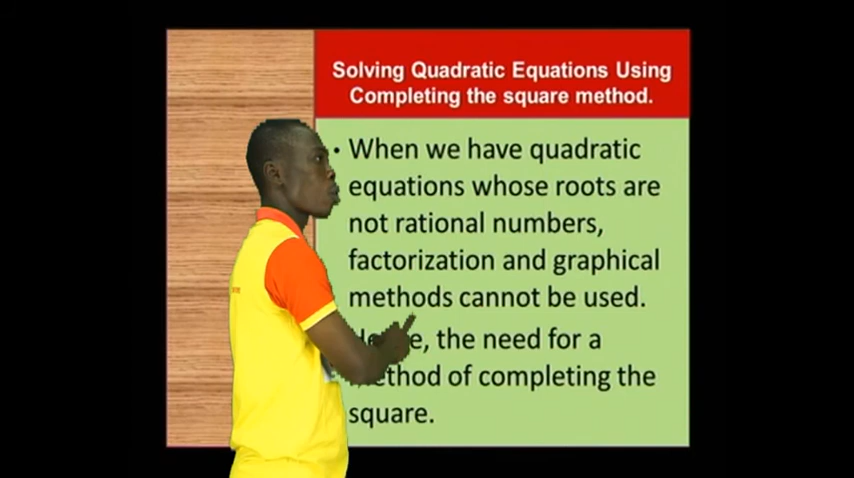 Solving Quadratic Equations Using
Completing the square method.
• When we have quadratic
equations whose roots are
not rational numbers,
factorization and graphical
methods cannot be used.
the need for a
of completing the
square.